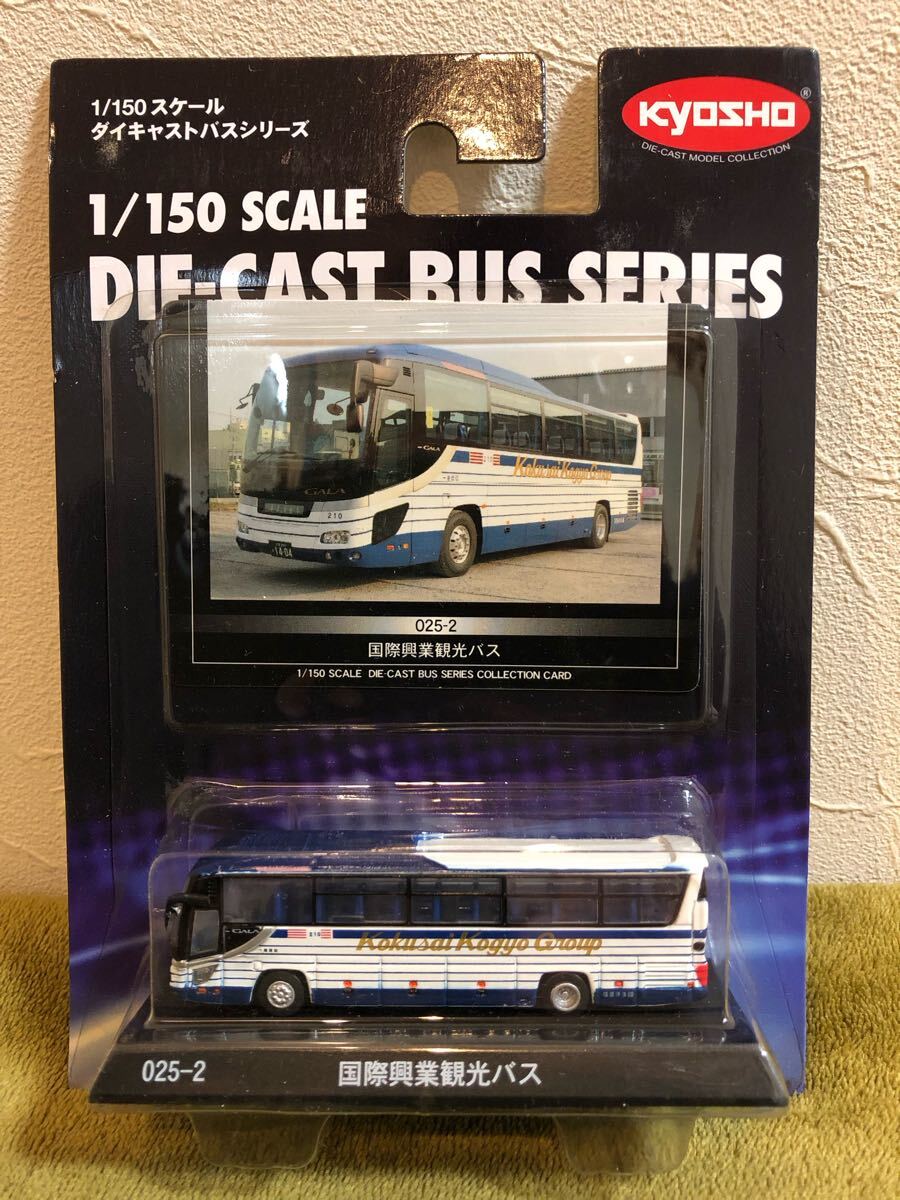 1/150 スケール
ダイキャストバスシリーズ
KYOSHO
®
DIE-CAST MODEL COLLECTION
1/150 SCALE
DIE-CAST BUS SERIES
GALA
Kokusai Kogyo Group
GALA
210
14-04
025-2
国際興業観光バス
1/150 SCALE DIE-CAST BUS SERIES COLLECTION CARD
GALA
Kokusai Kogyo Group
025-2
国際興業観光バス